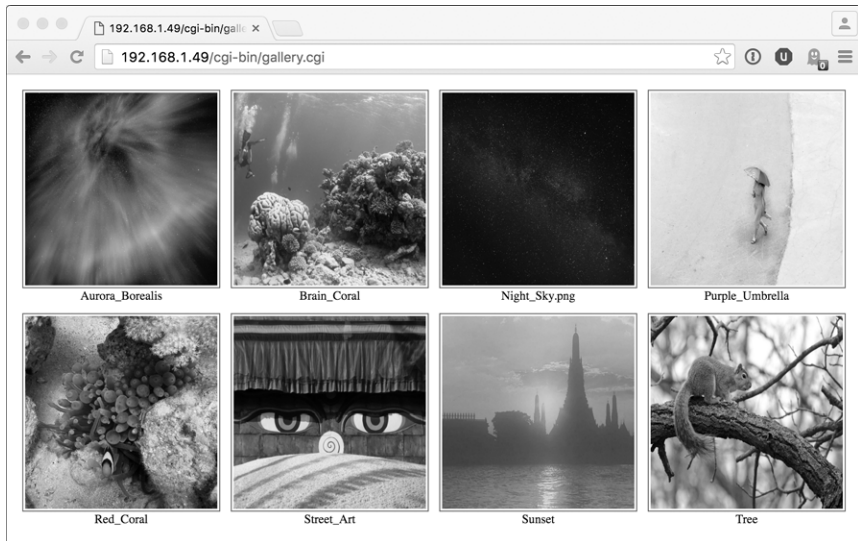 192.168.1.49/cgi-bin/gall
192.168.1.49/cgi-bin/gallery.cgi
U
0
Aurora_Borealis
Brain_Coral
Night_Sky.png
Purple_Umbrella
Red_Coral
Street_Art
Sunset
Tree